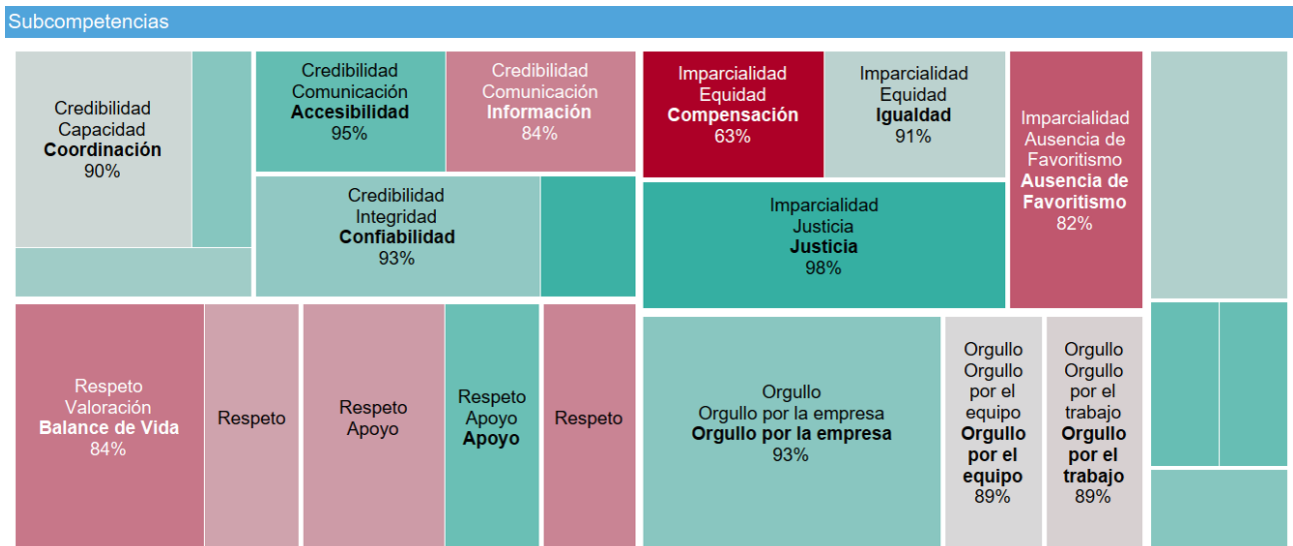 Subcompetencias
Credibilidad
Capacidad
Coordinación
90%
Credibilidad
Comunicación
Accesibilidad
95%
Credibilidad
Comunicación
Información
84%
Credibilidad
Integridad
Confiabilidad
93%
Imparcialidad
Equidad
Compensación
63%
Imparcialidad
Equidad
Igualdad
91%
Imparcialidad
Ausencia de
Favoritismo
Ausencia de
Favoritismo
82%
Imparcialidad
Justicia
Justicia
98%
Respeto
Valoración
Balance de Vida
84%
Respeto
Respeto
Apoyo
Respeto
Apoyo
Apoyo
Respeto
Orgullo
Orgullo por la empresa
Orgullo por la empresa
93%
Orgullo
Orgullo
por el
equipo
Orgullo
por el
equipo
89%
Orgullo
Orgullo
por el
trabajo
Orgullo
por el
trabajo
89%